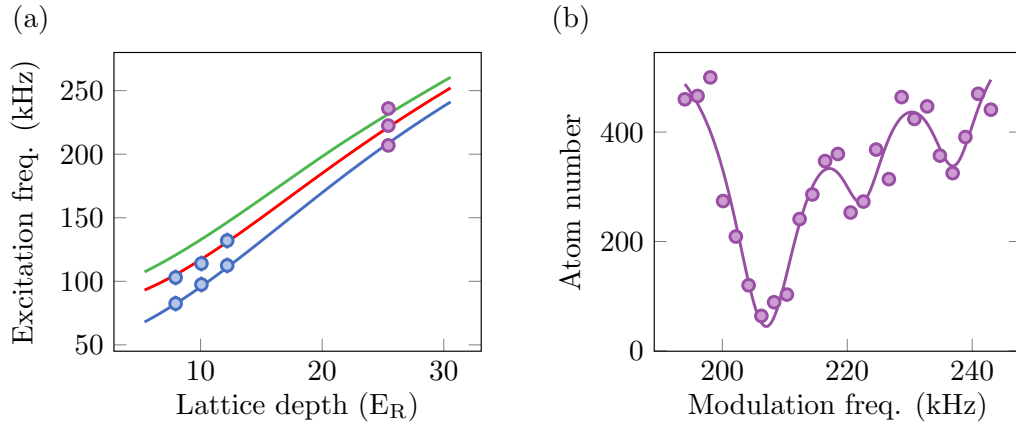 (a)
Excitation freq. (kHz)
250
200
150
100
50
10 20 30
Lattice depth (E_R)
(b)
Atom number
400
200
0
200 220 240
Modulation freq. (kHz)